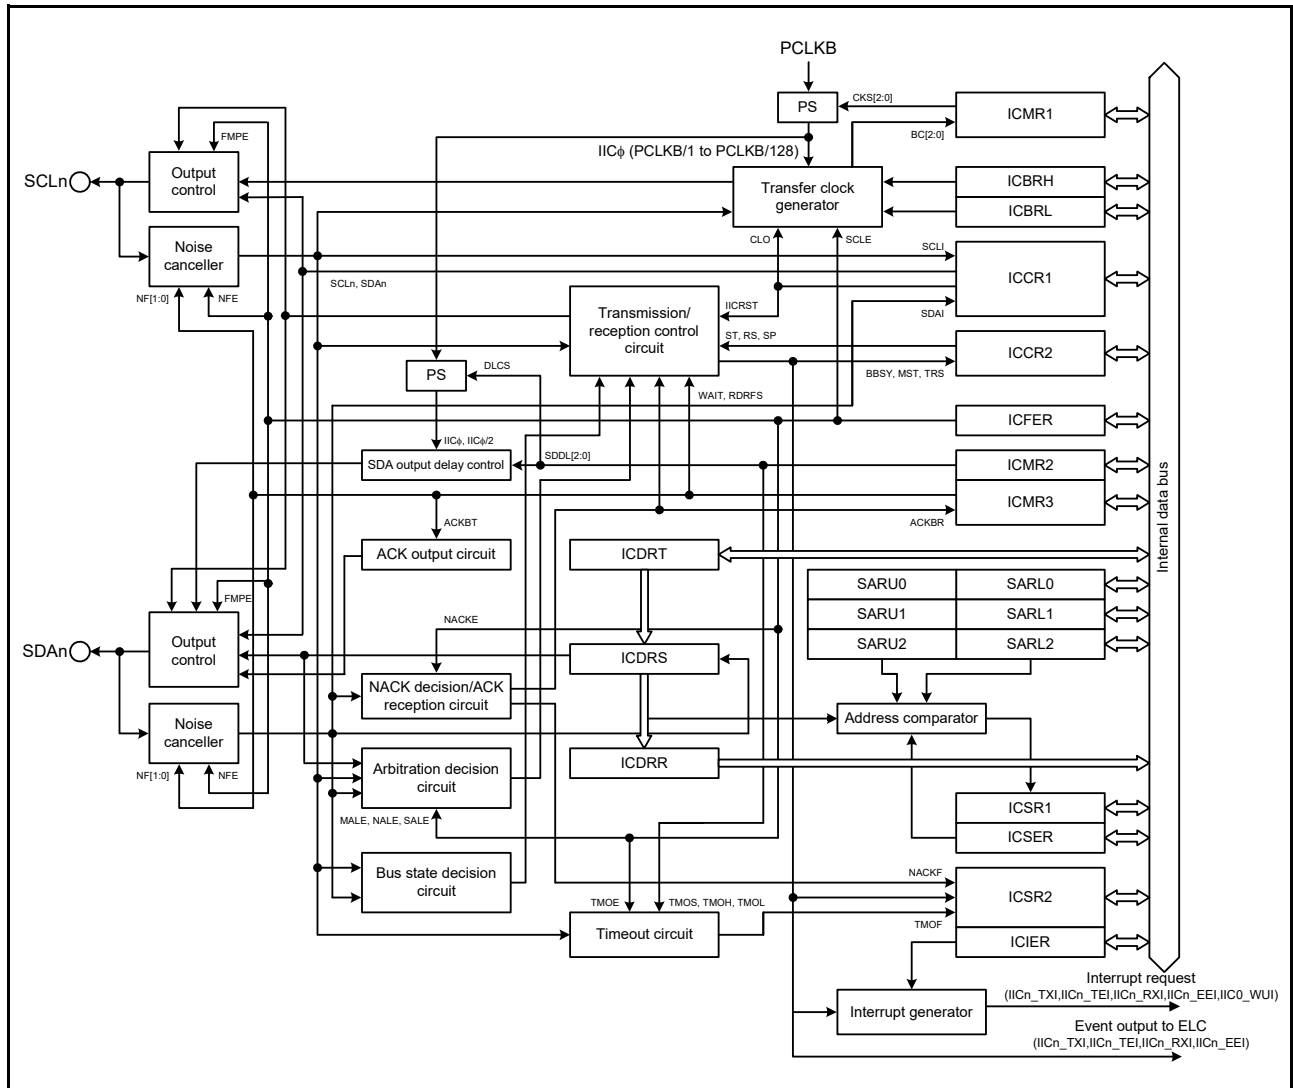 PCLKB
PS
CKS[2:0]
ICMR1
BC[2:0]
FMPE
IICϕ (PCLKB/1 to PCLKB/128)
SCLn
Output
control
Transfer clock
generator
ICBRH
ICBRL
CLO
SCLE
Noise
canceller
SCLI
ICCR1
SCLn, SDAn
NF[1:0]
NFE
IICRST
SDAI
Transmission/
reception control
circuit
ST, RS, SP
ICCR2
BBSY, MST, TRS
PS
DLCS
WAIT, RDRFS
ICFER
IICϕ, IICϕ/2
SDA output delay control
SDDL[2:0]
ICMR2
ICMR3
ACKBT
ACKBR
ACK output circuit
ICDRT
Internal data bus
SARU0
SARL0
FMPE
SARU1
SARL1
NACKE
SARU2
SARL2
SDAn
Output
control
ICDRS
NACK decision/ACK
reception circuit
Address comparator
Noise
canceller
ICDRR
NF[1:0]
NFE
Arbitration decision
circuit
ICSR1
MALE, NALE, SALE
ICSER
Bus state decision
circuit
NACKF
ICSR2
TMOE
TMOS, TMOH, TMOL
TMOF
Timeout circuit
ICIER
Interrupt request
(IICn_TXI,IICn_TEI,IICn_RXI,IICn_EEI,IIC0_WUI)
Interrupt generator
Event output to ELC
(IICn_TXI,IICn_TEI,IICn_RXI,IICn_EEI)